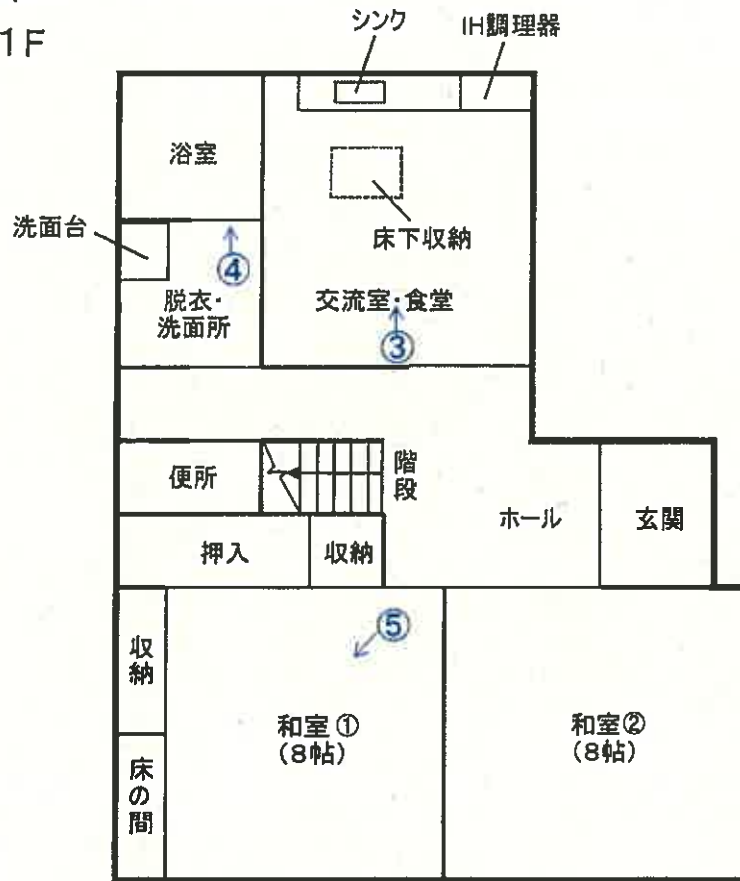 1F
シンク
IH調理器
浴室
洗面台
床下収納
④
脱衣・
洗面所
交流室・食堂
③
便所
階段
ホール
玄関
押入
収納
⑤
収納
和室①
(8帖)
和室②
(8帖)
床の間